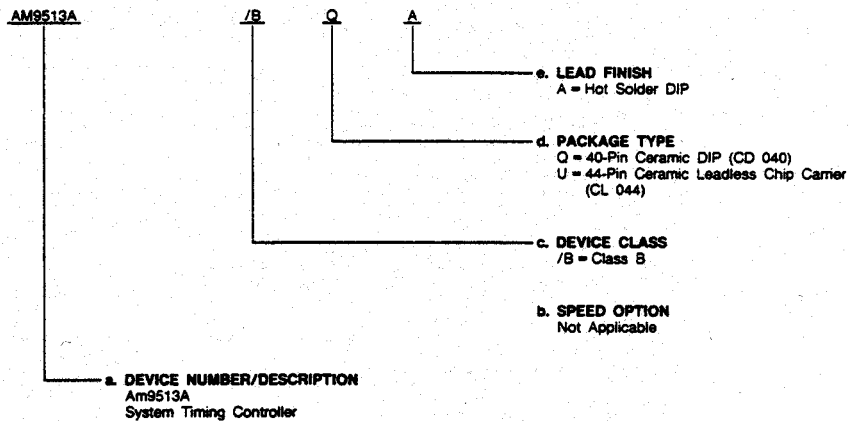 AM9513A /B Q A
e. LEAD FINISH
A = Hot Solder DIP
d. PACKAGE TYPE
Q = 40-Pin Ceramic DIP (CD 040)
U = 44-Pin Ceramic Leadless Chip Carrier
(CL 044)
c. DEVICE CLASS
/B = Class B
b. SPEED OPTION
Not Applicable
a. DEVICE NUMBER/DESCRIPTION
Am9513A
System Timing Controller